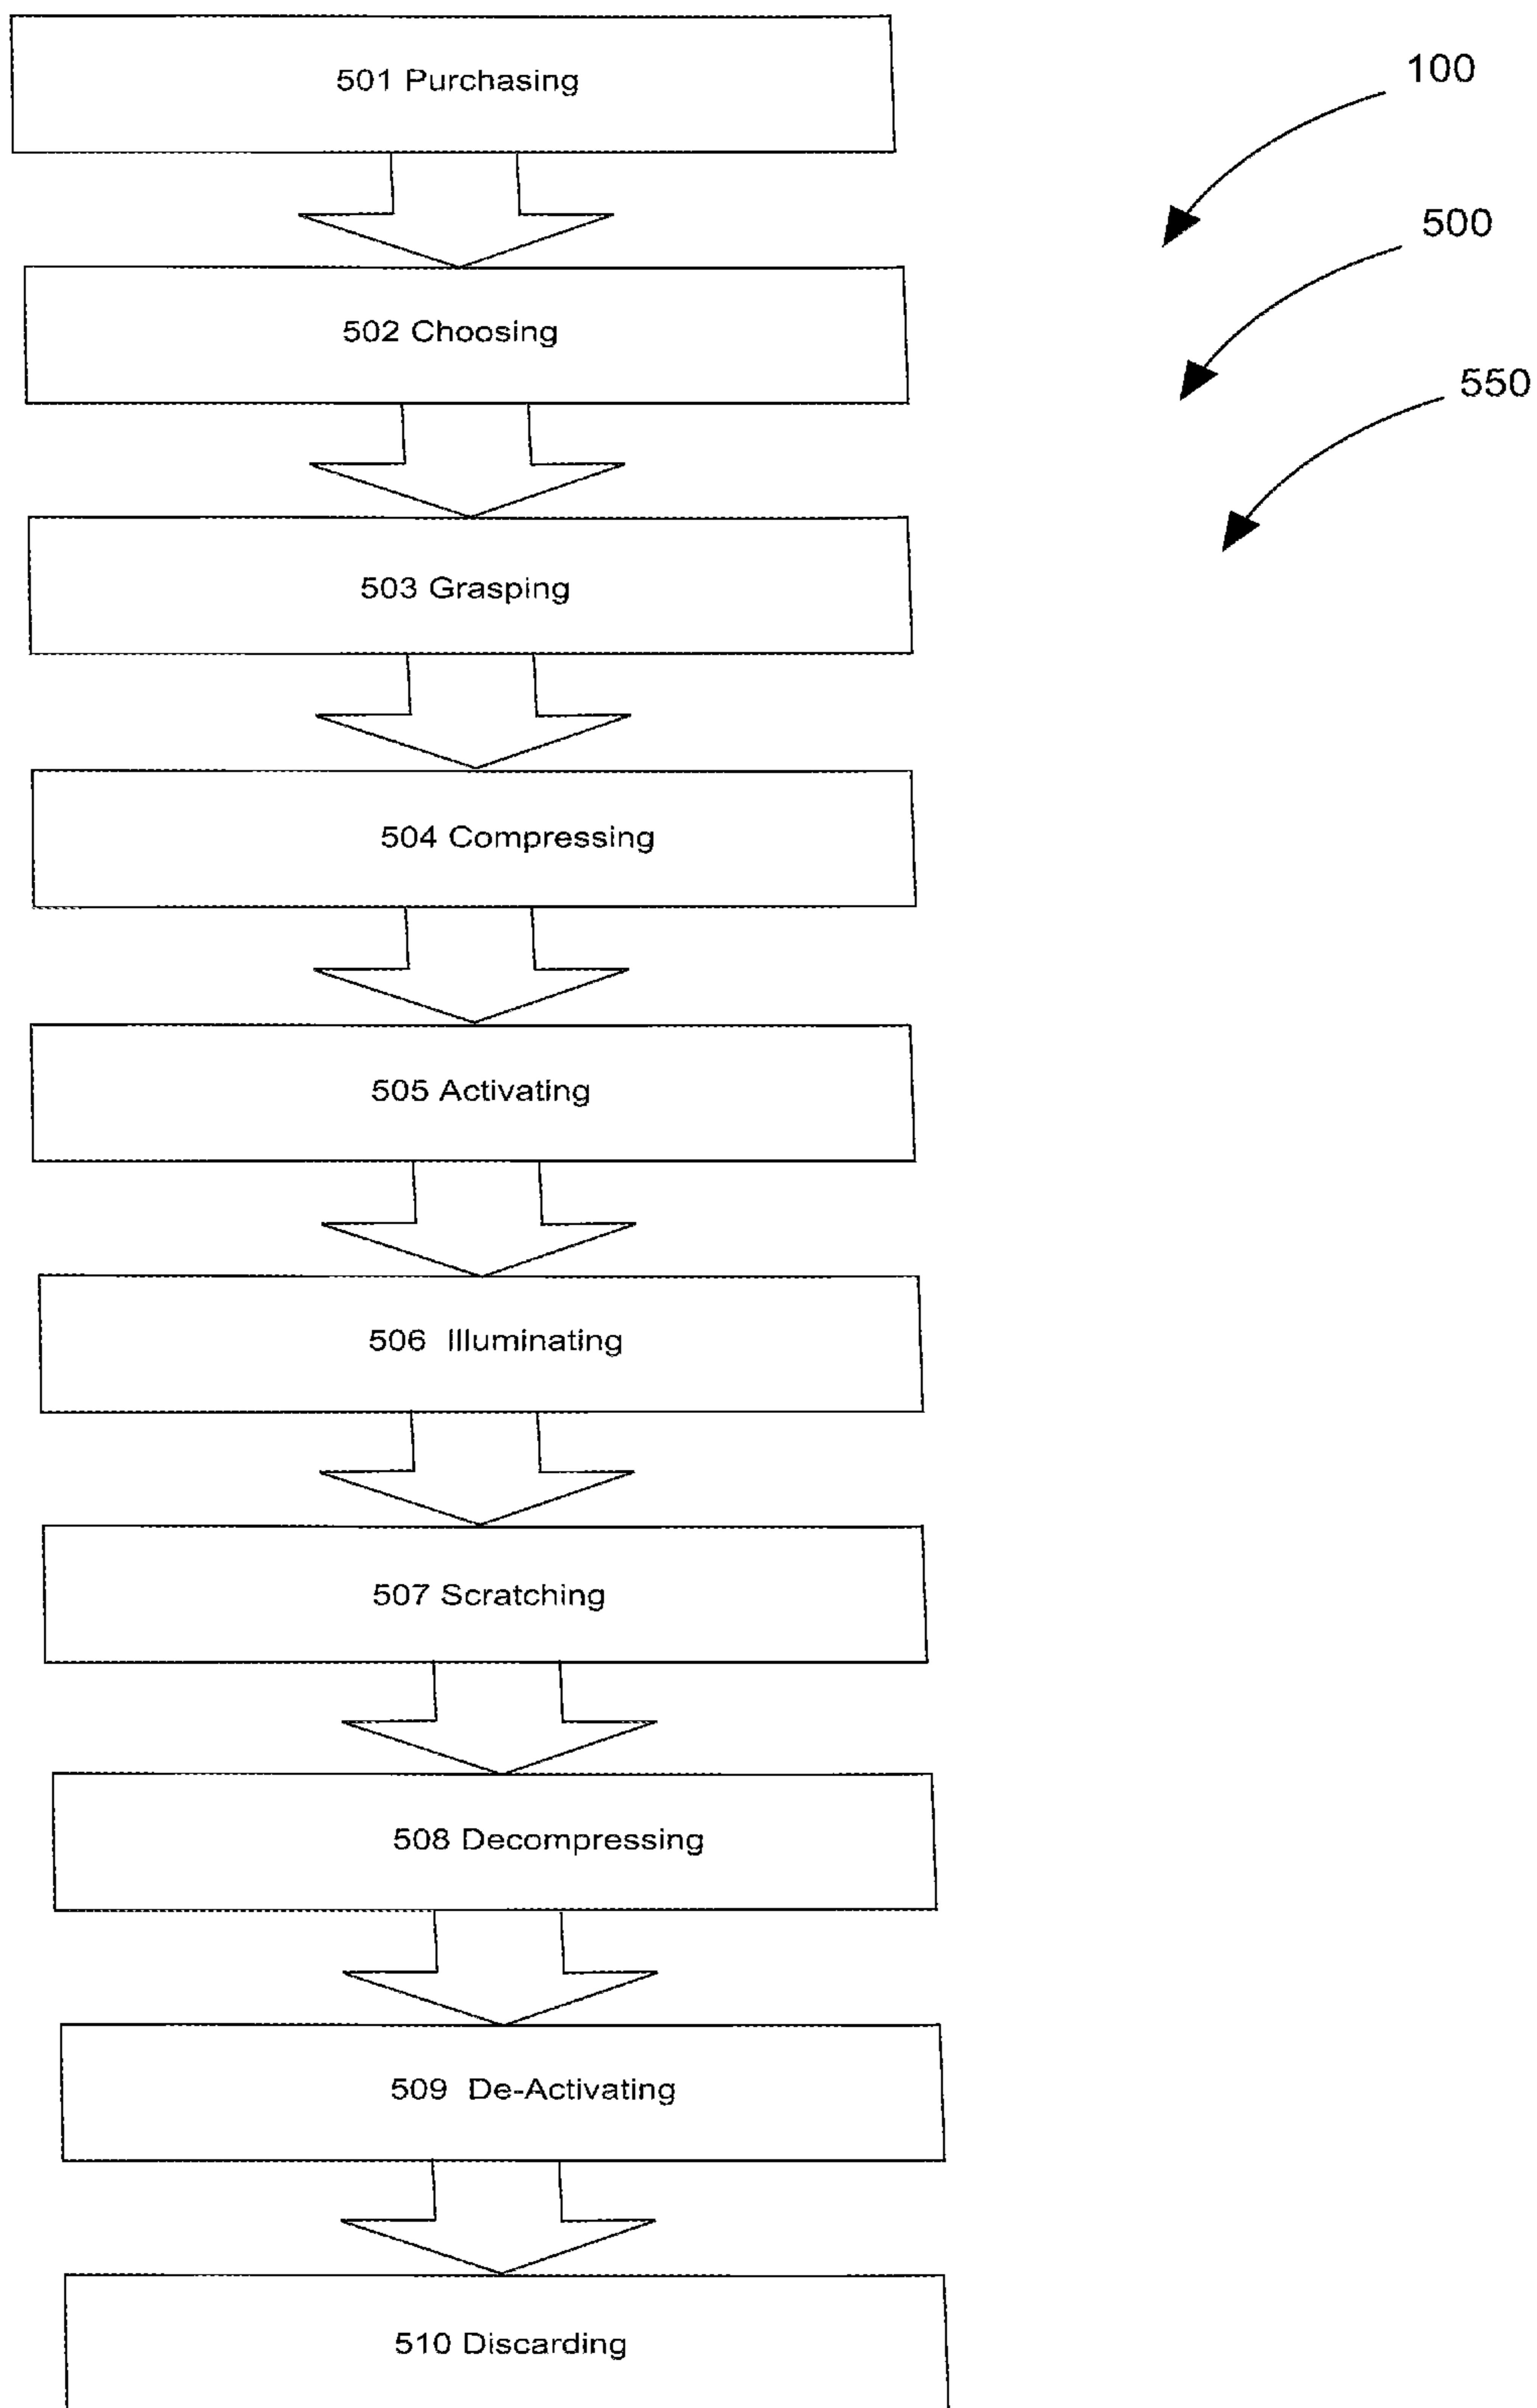 501 Purchasing
100
500
502 Choosing
550
503 Grasping
504 Compressing
505 Activating
506 Illuminating
507 Scratching
508 Decompressing
509 De-Activating
510 Discarding